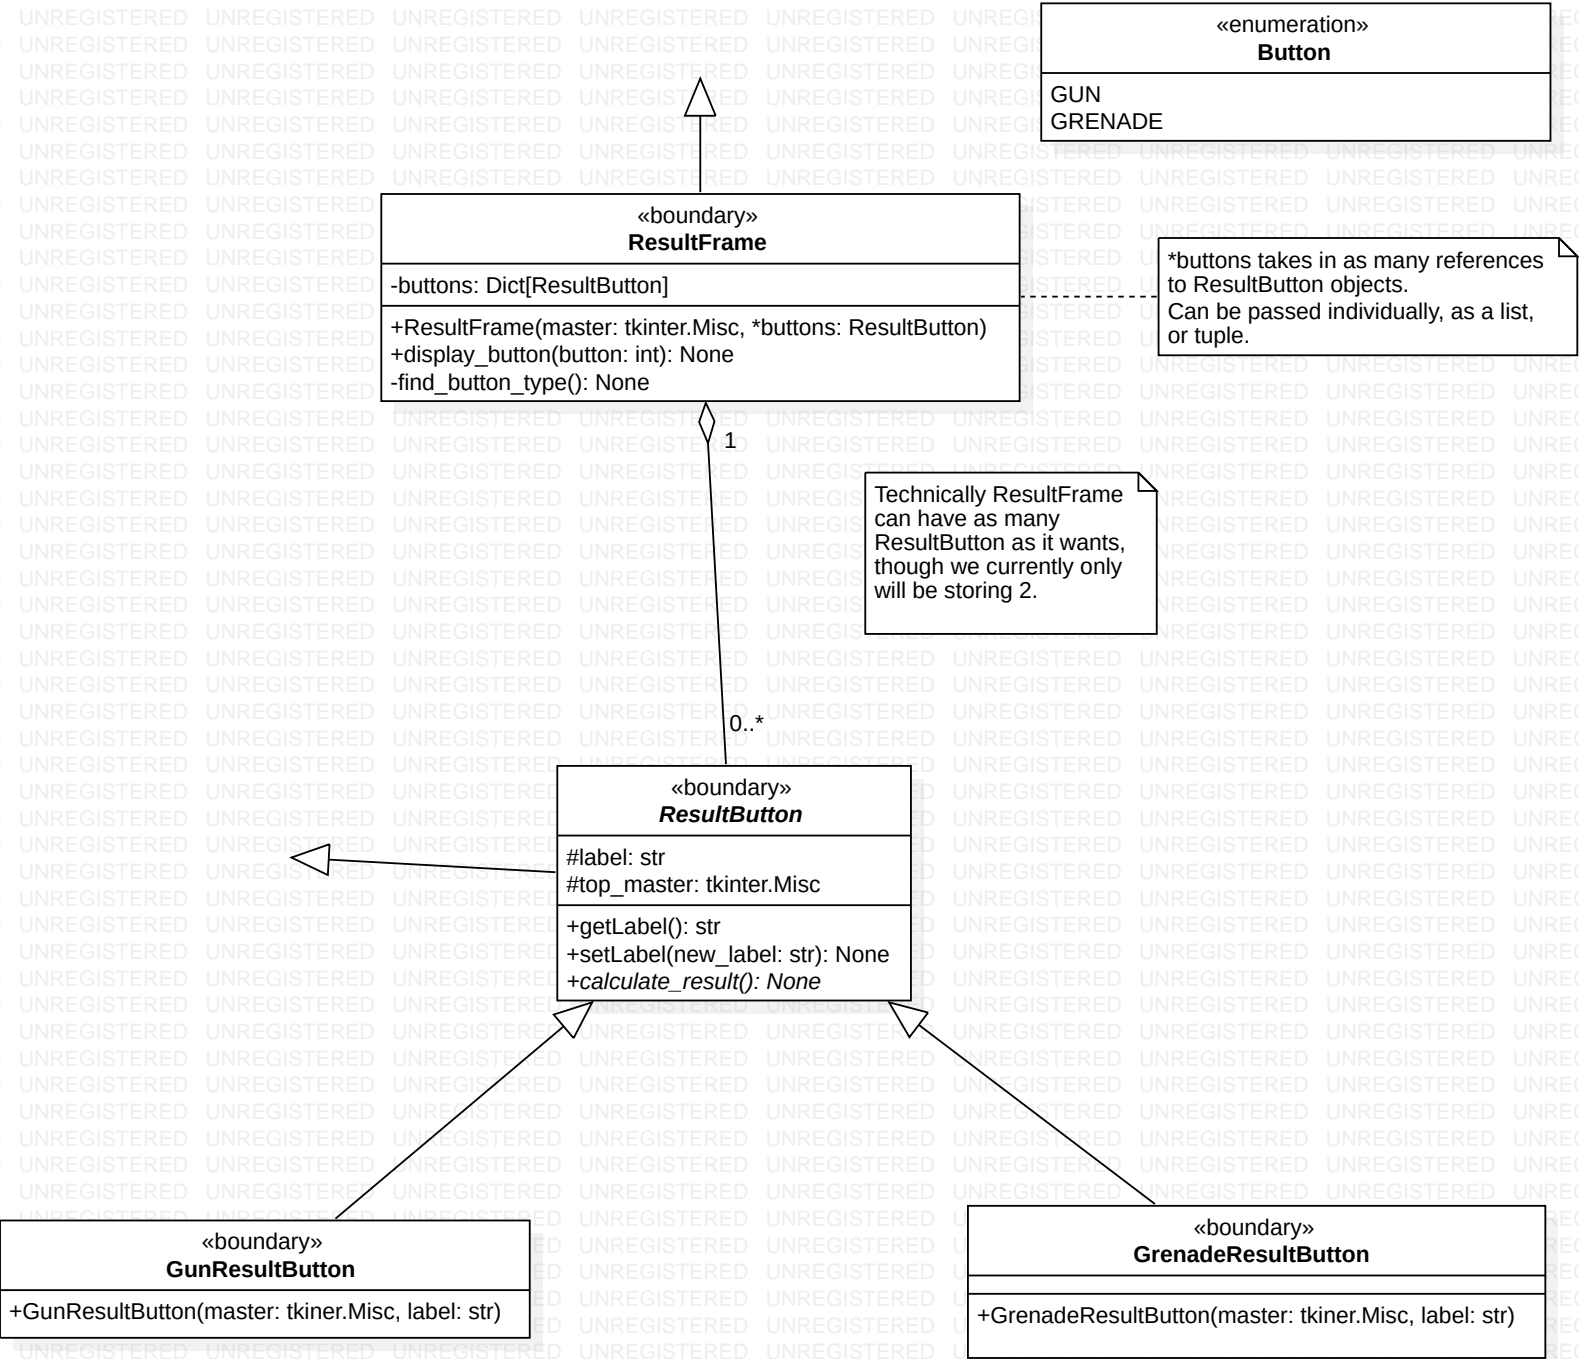 «enumeration»
Button
GUN
GRENADE
«boundary»
ResultFrame
-buttons: Dict[ResultButton]
+ResultFrame(master: tkinter.Misc, *buttons: ResultButton)
+display_button(button: int): None
-find_button_type(): None
*buttons takes in as many references
to ResultButton objects.
Can be passed individually, as a list,
or tuple.
1
Technically ResultFrame
can have as many
ResultButton as it wants,
though we currently only
will be storing 2.
0..*
«boundary»
ResultButton
#label: str
#top_master: tkinter.Misc
+getLabel(): str
+setLabel(new_label: str): None
+calculate_result(): None
«boundary»
GunResultButton
+GunResultButton(master: tkiner.Misc, label: str)
«boundary»
GrenadeResultButton
+GrenadeResultButton(master: tkiner.Misc, label: str)
UNREGISTERED